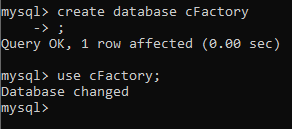 mysql> create database cFactory
    -> ;
Query OK, 1 row affected (0.00 sec)
mysql> use cFactory;
Database changed
mysql>